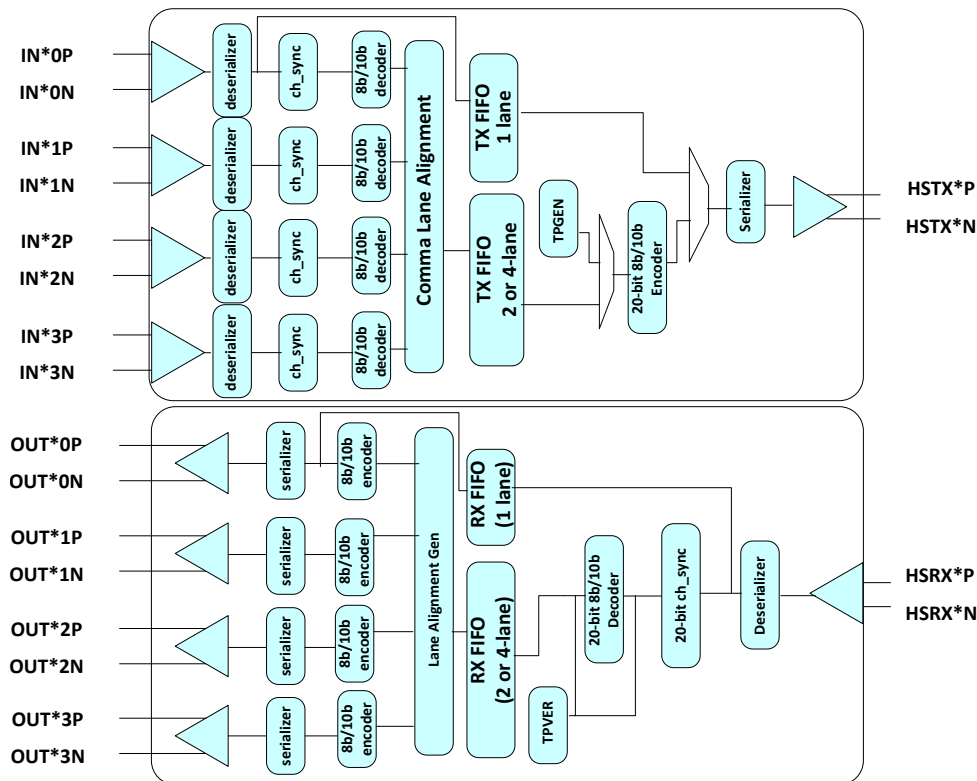 IN*0P
IN*0N
IN*1P
IN*1N
IN*2P
IN*2N
IN*3P
IN*3N
deserializer
deserializer
deserializer
deserializer
ch_sync
ch_sync
ch_sync
ch_sync
8b/10b
decoder
8b/10b
decoder
8b/10b
decoder
8b/10b
decoder
Comma Lane Alignment
TX FIFO
1 lane
TX FIFO
2 or 4-lane
TPGEN
20-bit 8b/10
Encoder
Serializer
HSTX*P
HSTX*N
OUT*0P
OUT*0N
OUT*1P
OUT*1N
OUT*2P
OUT*2N
OUT*3P
OUT*3N
serializer
serializer
serializer
serializer
8b/10b
encoder
8b/10b
encoder
8b/10b
encoder
8b/10b
encoder
Lane Alignment Gen
RX FIFO
(1 lane)
RX FIFO
(2 or 4-lane)
TPVER
20-bit 8b/10b
Decoder
20-bit ch_sync
Deserializer
HSRX*P
HSRX*N